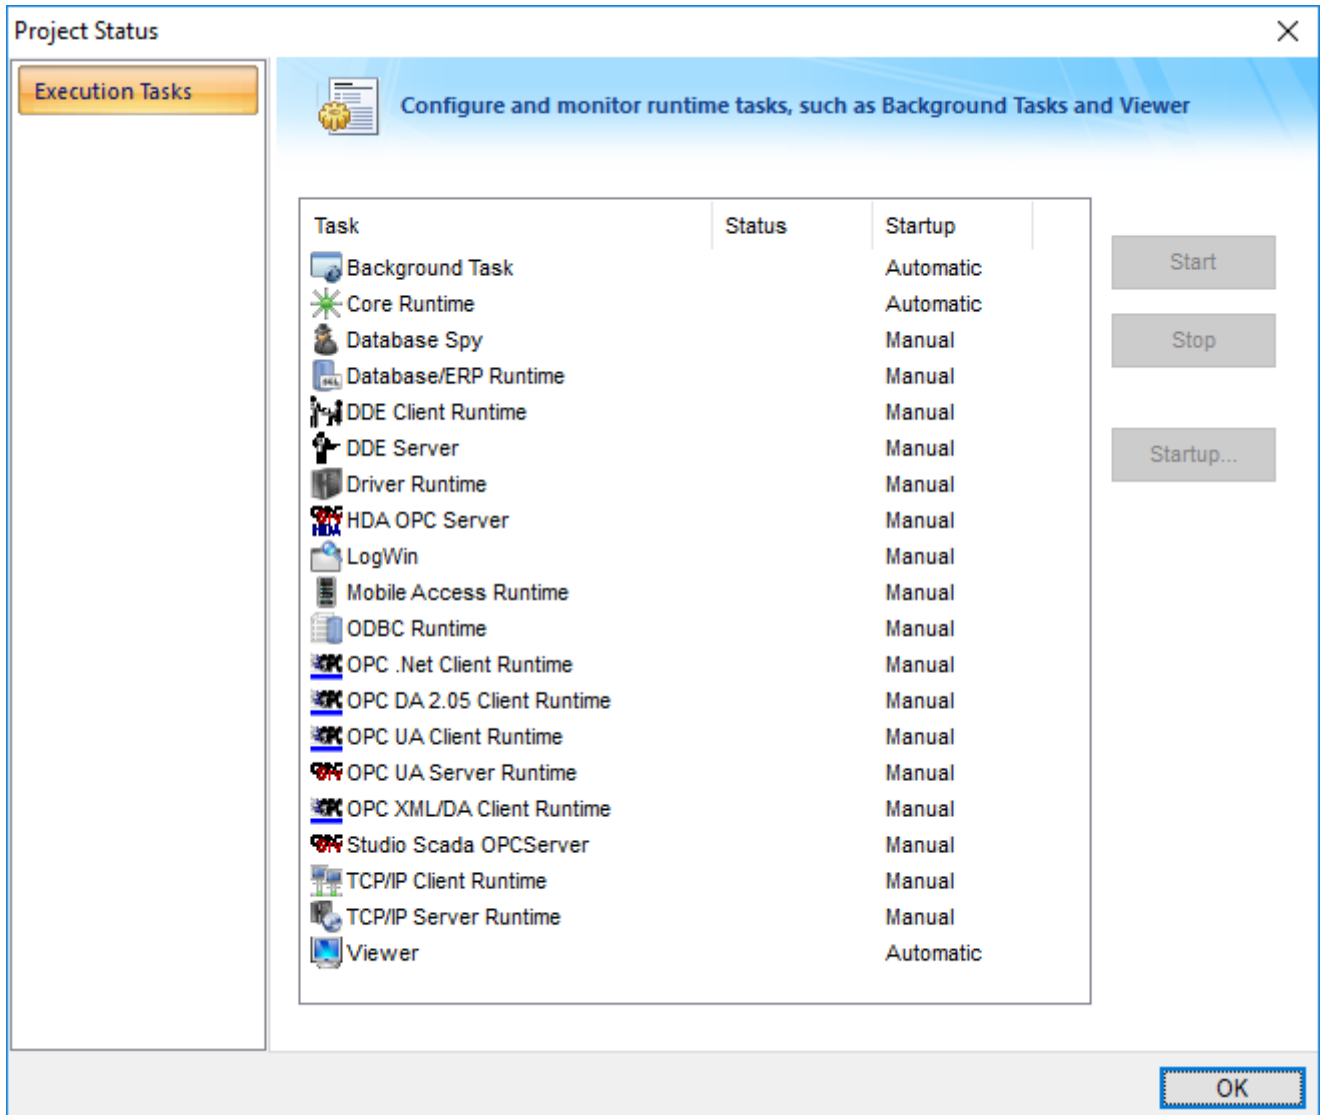 Project Status
Execution Tasks
Configure and monitor runtime tasks, such as Background Tasks and Viewer
Task Status Startup
Background Task Automatic
Core Runtime Automatic
Database Spy Manual
Database/ERP Runtime Manual
DDE Client Runtime Manual
DDE Server Manual
Driver Runtime Manual
HDA OPC Server Manual
LogWin Manual
Mobile Access Runtime Manual
ODBC Runtime Manual
OPC .Net Client Runtime Manual
OPC DA 2.05 Client Runtime Manual
OPC UA Client Runtime Manual
OPC UA Server Runtime Manual
OPC XML/DA Client Runtime Manual
Studio Scada OPCServer Manual
TCP/IP Client Runtime Manual
TCP/IP Server Runtime Manual
Viewer Automatic
Start
Stop
Startup...
OK